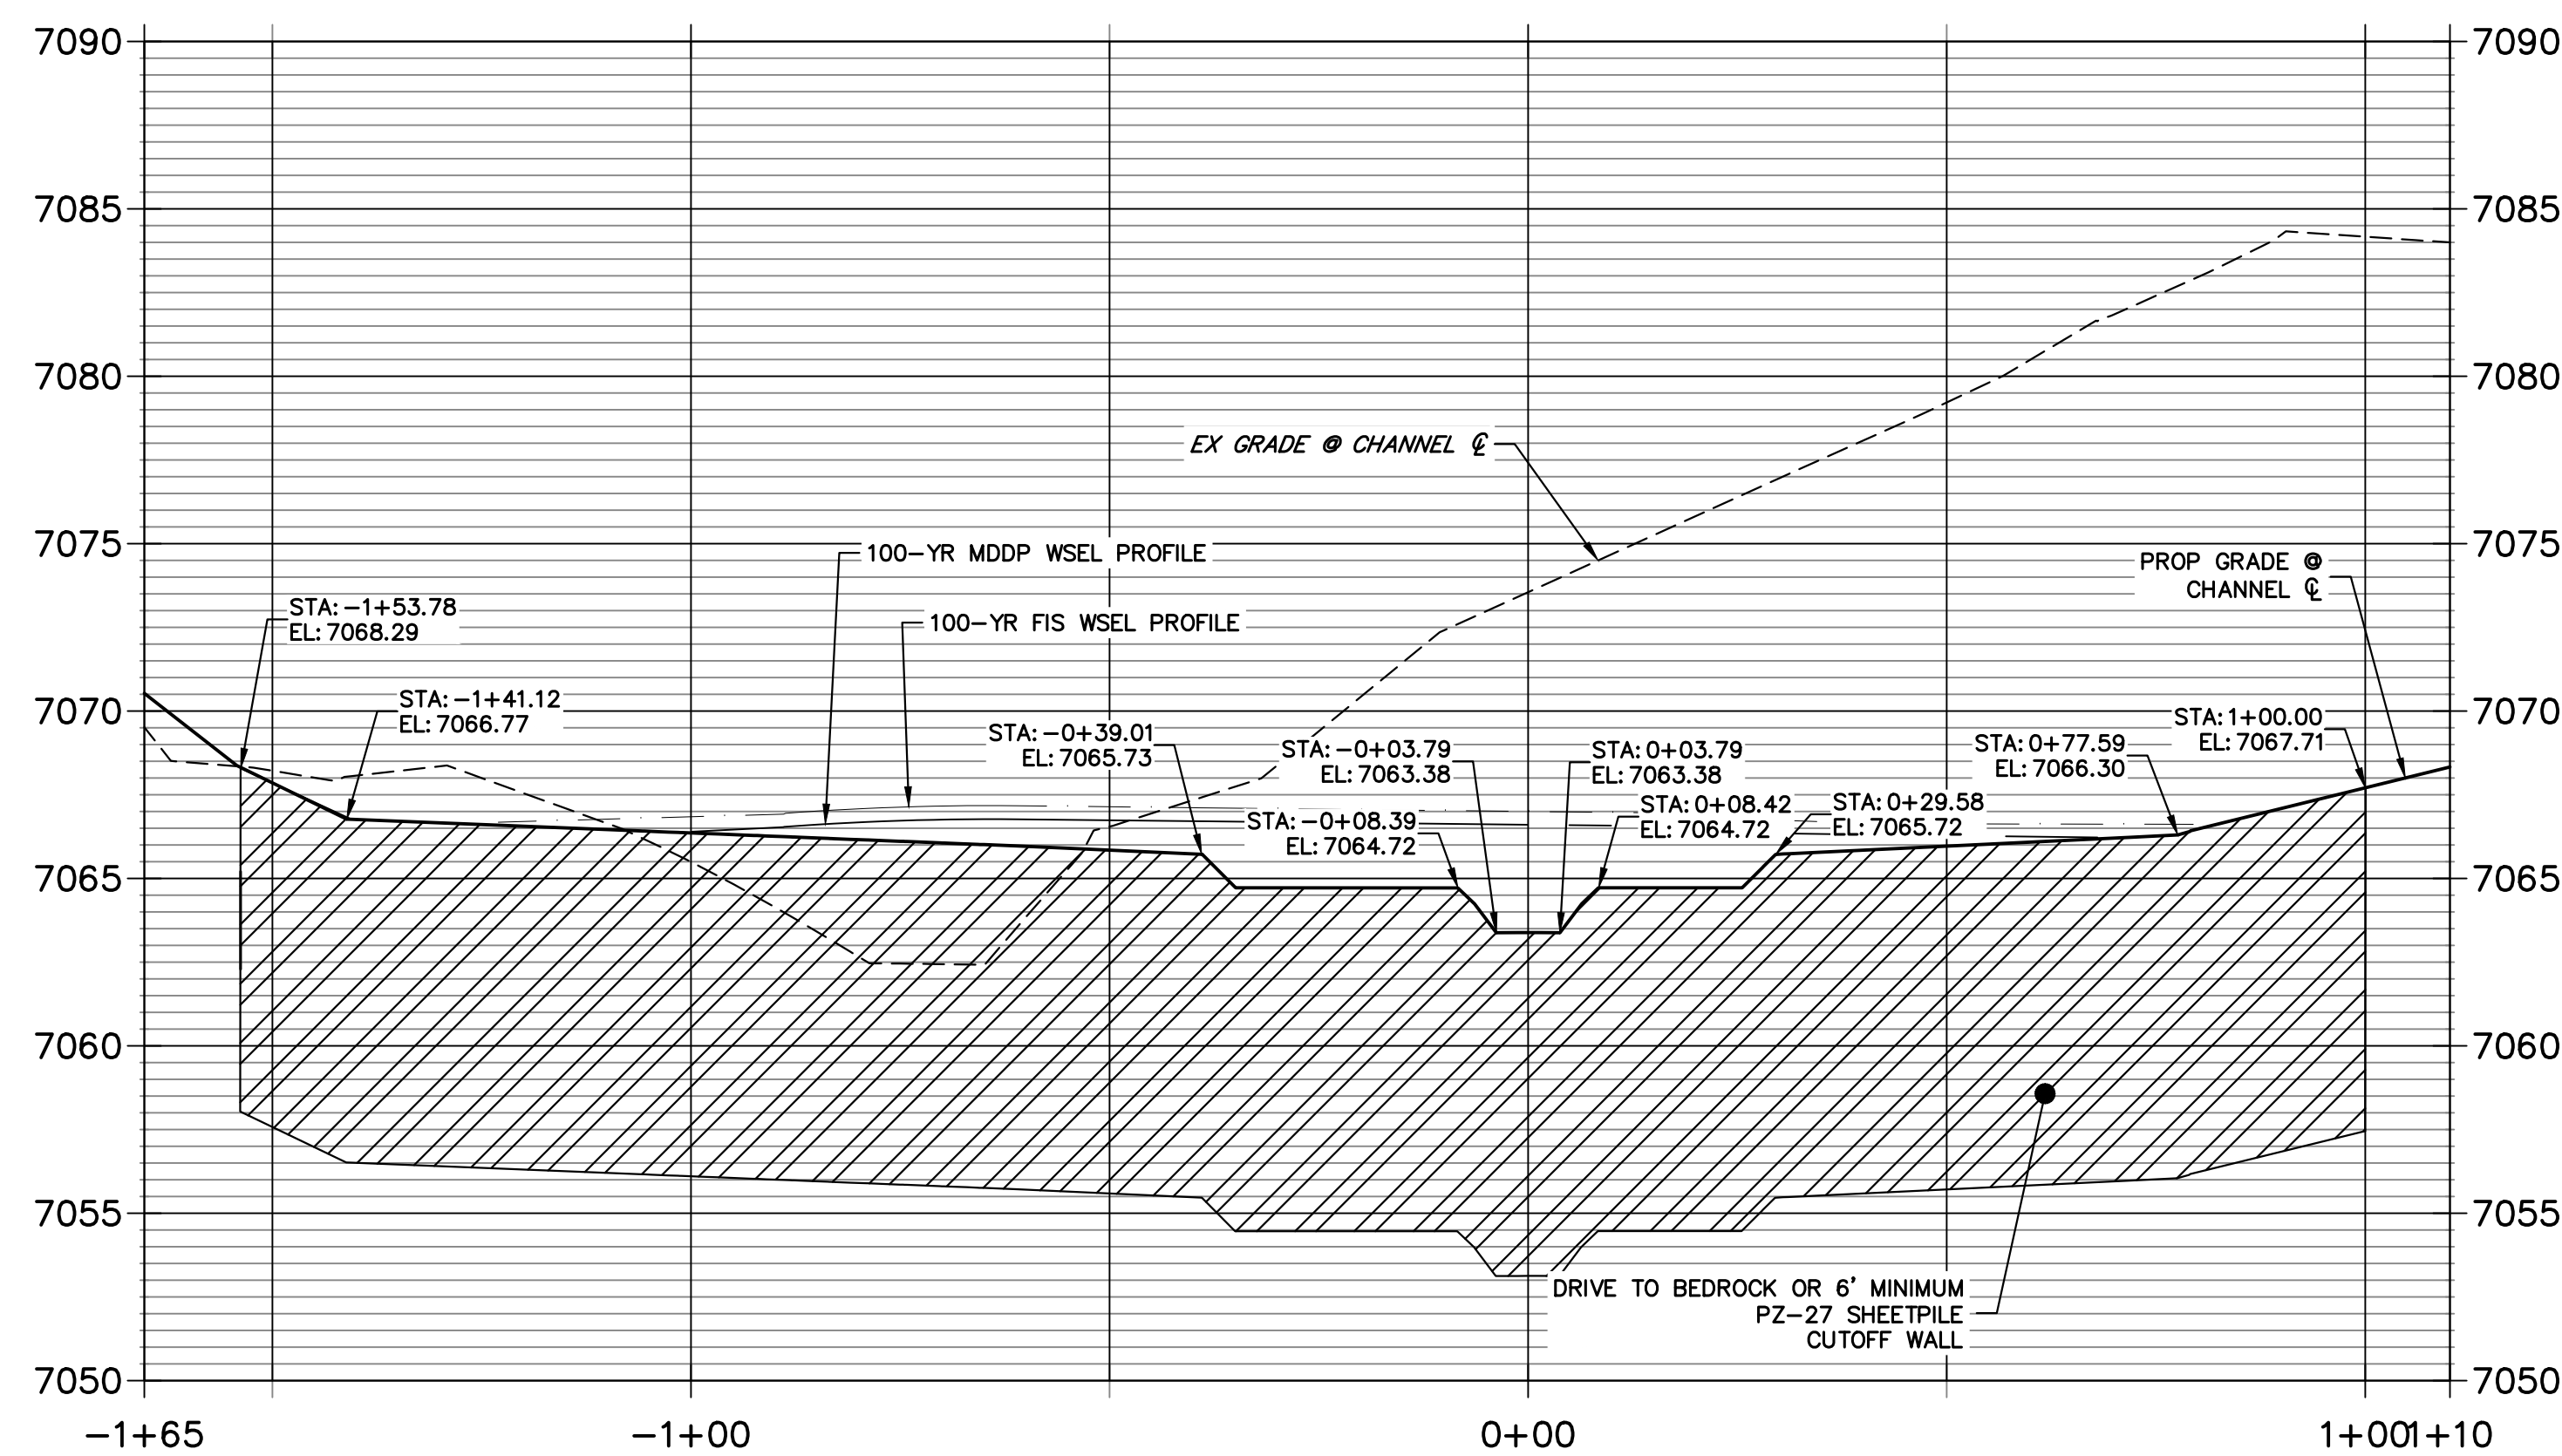 7090
7090
7085
7085
7080
7080
EX GRADE @ CHANNEL ℄
7075
7075
100-YR MDDP WSEL PROFILE
PROP GRADE @
CHANNEL ℄
STA: -1+53.78
EL: 7068.29
100-YR FIS WSEL PROFILE
STA: -1+41.12
EL: 7066.77
7070
7070
STA: -0+39.01
EL: 7065.73
STA: -0+03.79
EL: 7063.38
STA: 0+03.79
EL: 7063.38
STA: 0+77.59
EL: 7066.30
STA: 1+00.00
EL: 7067.71
STA: -0+08.39
EL: 7064.72
STA: 0+08.42
EL: 7064.72
STA: 0+29.58
EL: 7065.72
7065
7065
7060
7060
7055
7055
DRIVE TO BEDROCK OR 6' MINIMUM
PZ-27 SHEETPILE
CUTOFF WALL
7050
7050
-1+65
-1+00
0+00
1+00
1+10